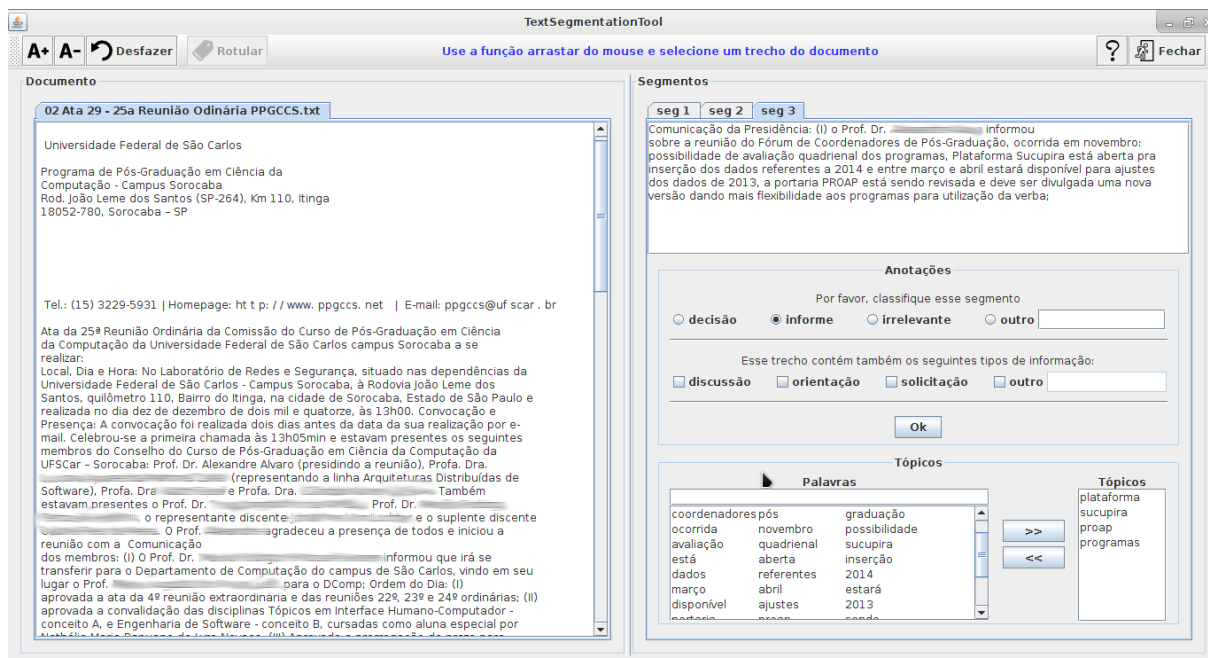 TextSegmentationTool
A+ A- Desfazer Rotular
Use a função arrastar do mouse e selecione um trecho do documento
? Fechar
Documento
02 Ata 29 - 25a Reunião Odinária PPGCCS.txt
Universidade Federal de São Carlos
Programa de Pós-Graduação em Ciência da
Computação - Campus Sorocaba
Rod. João Leme dos Santos (SP-264), Km 110, Itinga
18052-780, Sorocaba – SP
Tel.: (15) 3229-5931 | Homepage: ht t p: / / www. ppgccs. net | E-mail: ppgccs@uf scar . br
Ata da 25ª Reunião Ordinária da Comissão do Curso de Pós-Graduação em Ciência
da Computação da Universidade Federal de São Carlos campus Sorocaba a se
realizar:
Local, Dia e Hora: No Laboratório de Redes e Segurança, situado nas dependências da
Universidade Federal de São Carlos - Campus Sorocaba, à Rodovia João Leme dos
Santos, quilômetro 110, Bairro do Itinga, na cidade de Sorocaba, Estado de São Paulo e
realizada no dia dez de dezembro de dois mil e quatorze, às 13h00. Convocação e
Presença: A convocação foi realizada dois dias antes da data da sua realização por e-
mail. Celebrou-se a primeira chamada às 13h05min e estavam presentes os seguintes
membros do Conselho do Curso de Pós-Graduação em Ciência da Computação da
UFSCar – Sorocaba: Prof. Dr. Alexandre Alvaro (presidindo a reunião), Profa. Dra.
(representando a linha Arquiteturas Distribuídas de
Software), Profa. Dra e Profa. Dra. Também
estavam presentes o Prof. Dr. Prof. Dr.
, o representante discente e o suplente discente
O Prof. agradeceu a presença de todos e iniciou a
reunião com a Comunicação
dos membros: (I) O Prof. Dr. informou que irá se
transferir para o Departamento de Computação do campus de São Carlos, vindo em seu
lugar o Prof. para o DComp; Ordem do Dia: (I)
aprovada a ata da 4º reunião extraordinária e das reuniões 22º, 23º e 24º ordinárias; (II)
aprovada a convalidação das disciplinas Tópicos em Interface Humano-Computador -
conceito A, e Engenharia de Software - conceito B, cursadas como aluna especial por
Segmentos
seg 1 seg 2 seg 3
Comunicação da Presidência: (I) o Prof. Dr. informou
sobre a reunião do Fórum de Coordenadores de Pós-Graduação, ocorrida em novembro:
possibilidade de avaliação quadrienal dos programas, Plataforma Sucupira está aberta pra
inserção dos dados referentes a 2014 e entre março e abril estará disponível para ajustes
dos dados de 2013, a portaria PROAP está sendo revisada e deve ser divulgada uma nova
versão dando mais flexibilidade aos programas para utilização da verba;
Anotações
Por favor, classifique esse segmento
decisão informe irrelevante outro
Esse trecho contém também os seguintes tipos de informação:
discussão orientação solicitação outro
Ok
Tópicos
Palavras
coordenadores pós graduação
ocorrida novembro possibilidade
avaliação quadrienal sucupira
está aberta inserção
dados referentes 2014
março abril estará
disponível ajustes 2013
portaria proap sendo
>>
<<
Tópicos
plataforma
sucupira
proap
programas